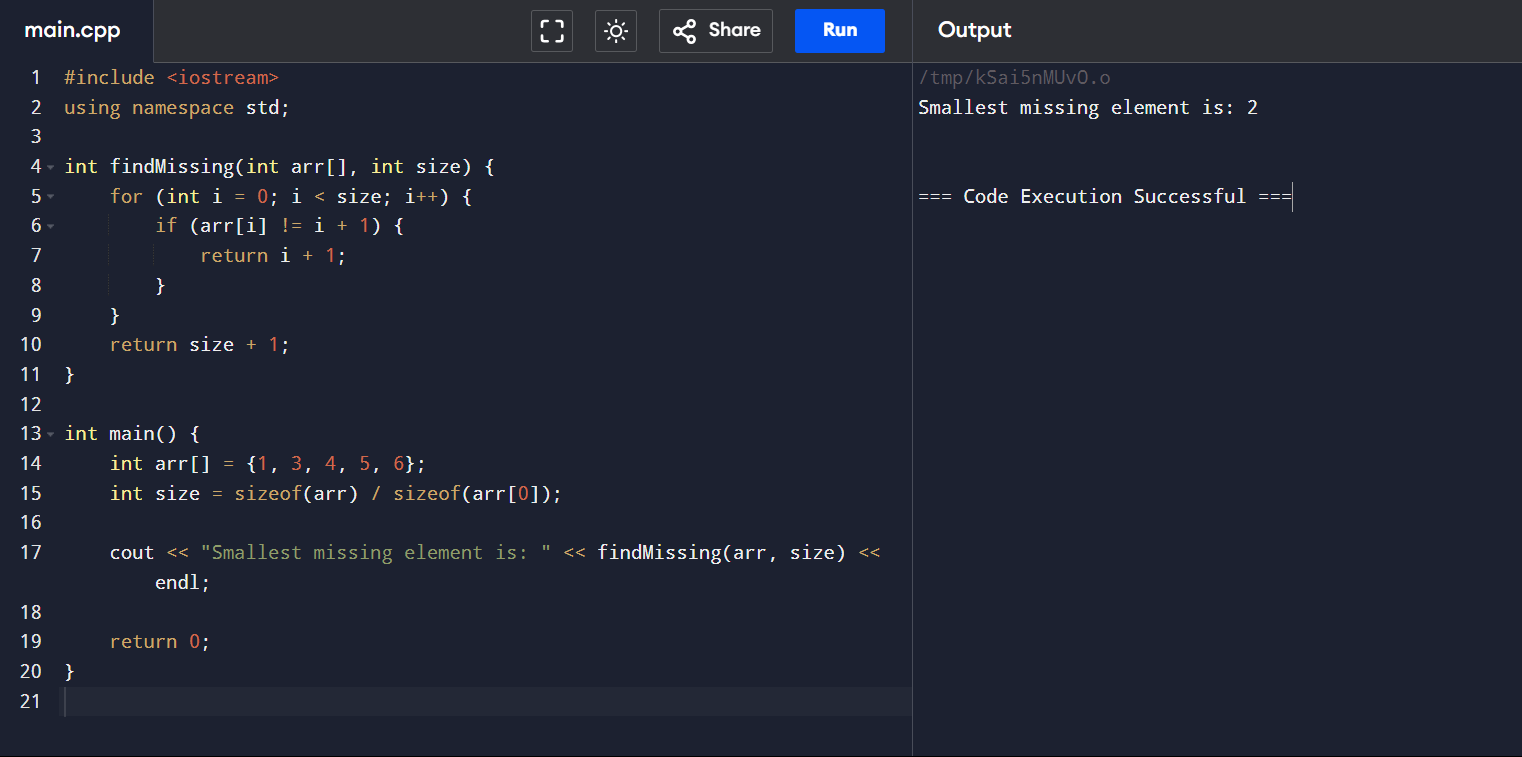 main.cpp
Share
Run
Output
1 #include <iostream>
2 using namespace std;
3
4 int findMissing(int arr[], int size) {
5     for (int i = 0; i < size; i++) {
6         if (arr[i] != i + 1) {
7             return i + 1;
8         }
9     }
10     return size + 1;
11 }
12
13 int main() {
14     int arr[] = {1, 3, 4, 5, 6};
15     int size = sizeof(arr) / sizeof(arr[0]);
16
17     cout << "Smallest missing element is: " << findMissing(arr, size) <<
        endl;
18
19     return 0;
20 }
21
/tmp/kSai5nMUvO.o
Smallest missing element is: 2
=== Code Execution Successful ===